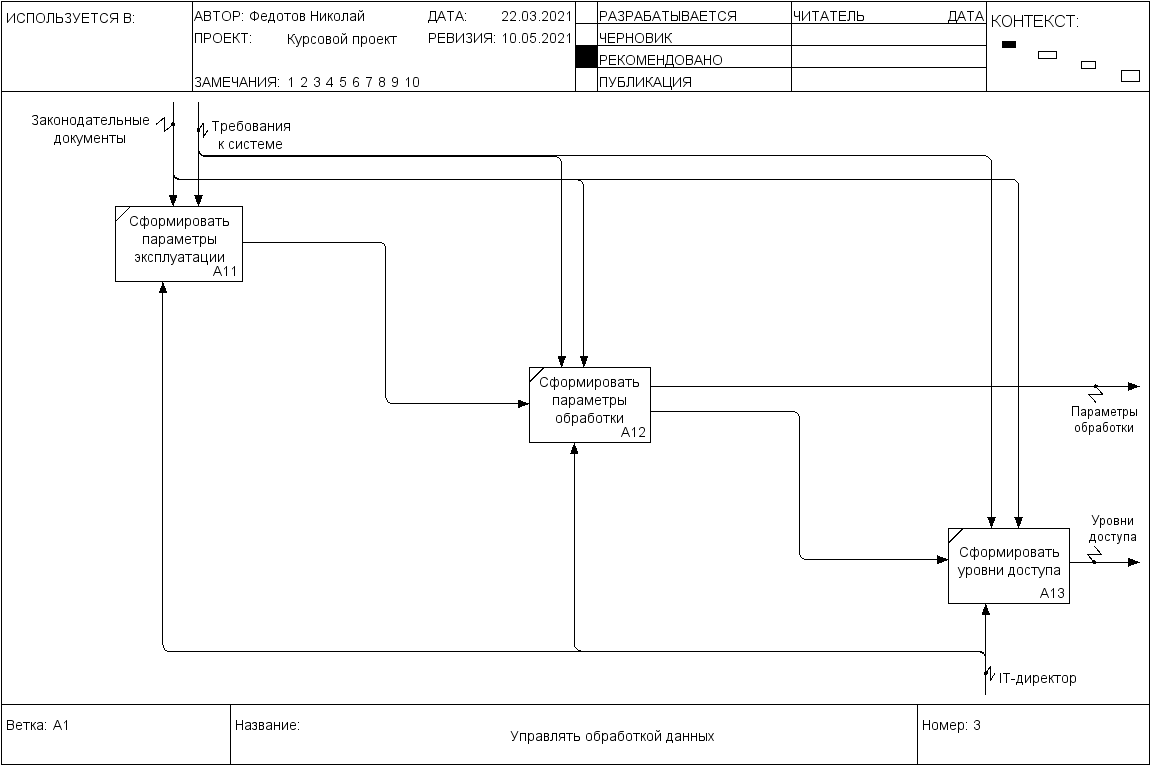 ИСПОЛЬЗУЕТСЯ В:
АВТОР: Федотов Николай
ДАТА: 22.03.2021
ПРОЕКТ: Курсовой проект
РЕВИЗИЯ: 10.05.2021
ЗАМЕЧАНИЯ: 1 2 3 4 5 6 7 8 9 10
РАЗРАБАТЫВАЕТСЯ
ЧЕРНОВИК
РЕКОМЕНДОВАНО
ПУБЛИКАЦИЯ
ЧИТАТЕЛЬ ДАТА
КОНТЕКСТ:
Законодательные
документы
Требования
к системе
Сформировать
параметры
эксплуатации
A11
Сформировать
параметры
обработки
A12
Параметры
обработки
Уровни
доступа
Сформировать
уровни доступа
A13
IT-директор
Ветка: A1
Название:
Управлять обработкой данных
Номер: 3